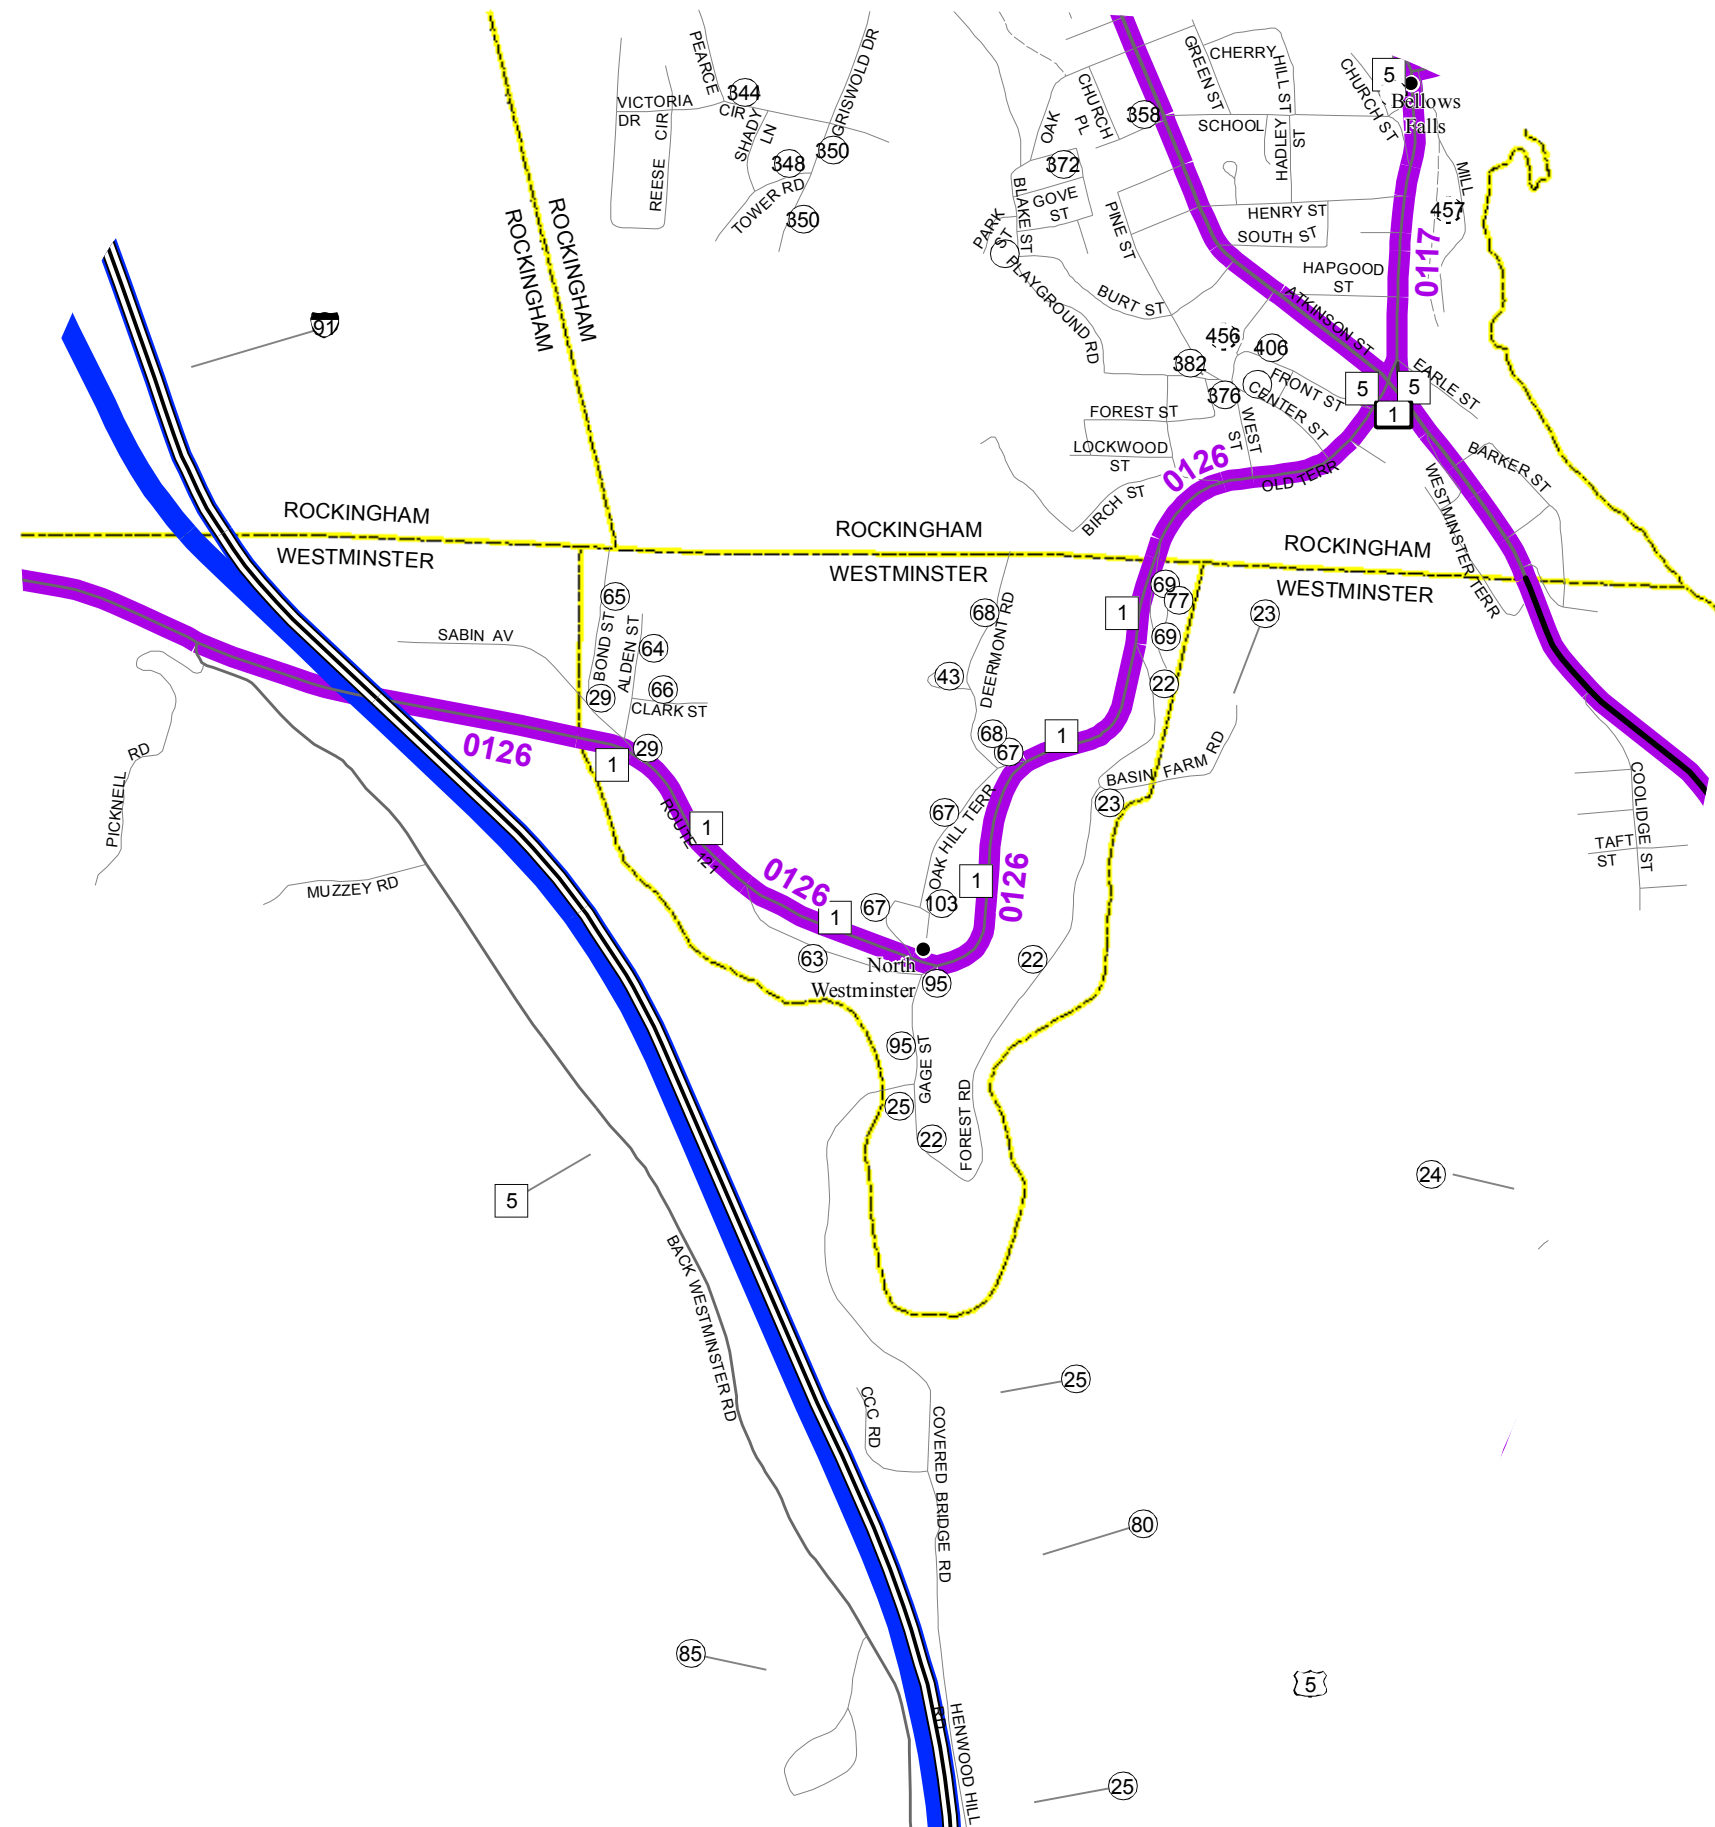 PEARCE
CIR
344
GRISWOLD DR
VICTORIA
DR
REESE CIR
SHADY
LN
348
350
TOWER RD
350
GREEN ST
CHERRY
HILL ST
CHURCH ST
5
Bellows
Falls
CHURCH
PL
358
OAK
SCHOOL
HADLEY
ST
372
MILL
457
BLAKE ST
GOVE
ST
PARK
ST
PINE ST
HENRY ST
SOUTH ST
0117
HAPGOOD
ST
PLAYGROUND RD
BURT ST
ATKINSON ST
456
406
382
376
FRONT ST
CENTER ST
WEST
ST
EARLE ST
5
5
1
FOREST ST
LOCKWOOD
ST
0126
OLD TERR
BIRCH ST
BARKER ST
WESTMINSTER TERR
91
ROCKINGHAM
ROCKINGHAM
ROCKINGHAM
WESTMINSTER
ROCKINGHAM
WESTMINSTER
ROCKINGHAM
WESTMINSTER
SABIN AV
65
BOND ST
ALDEN ST
64
29
66
CLARK ST
29
0126
1
68
DEERMONT RD
43
68
67
1
1
69
77
69
22
23
BASIN FARM RD
23
PICKNELL RD
MUZZEY RD
ROUTE 121
1
0126
1
67
OAK HILL TERR
67
103
1
0126
63
North
Westminster
95
22
COOLIDGE ST
TAFT
ST
95
GAGE ST
25
22
FOREST RD
24
5
BACK WESTMINSTER RD
25
CCC RD
COVERED BRIDGE RD
80
85
5
HENWOOD HILL
RD
25